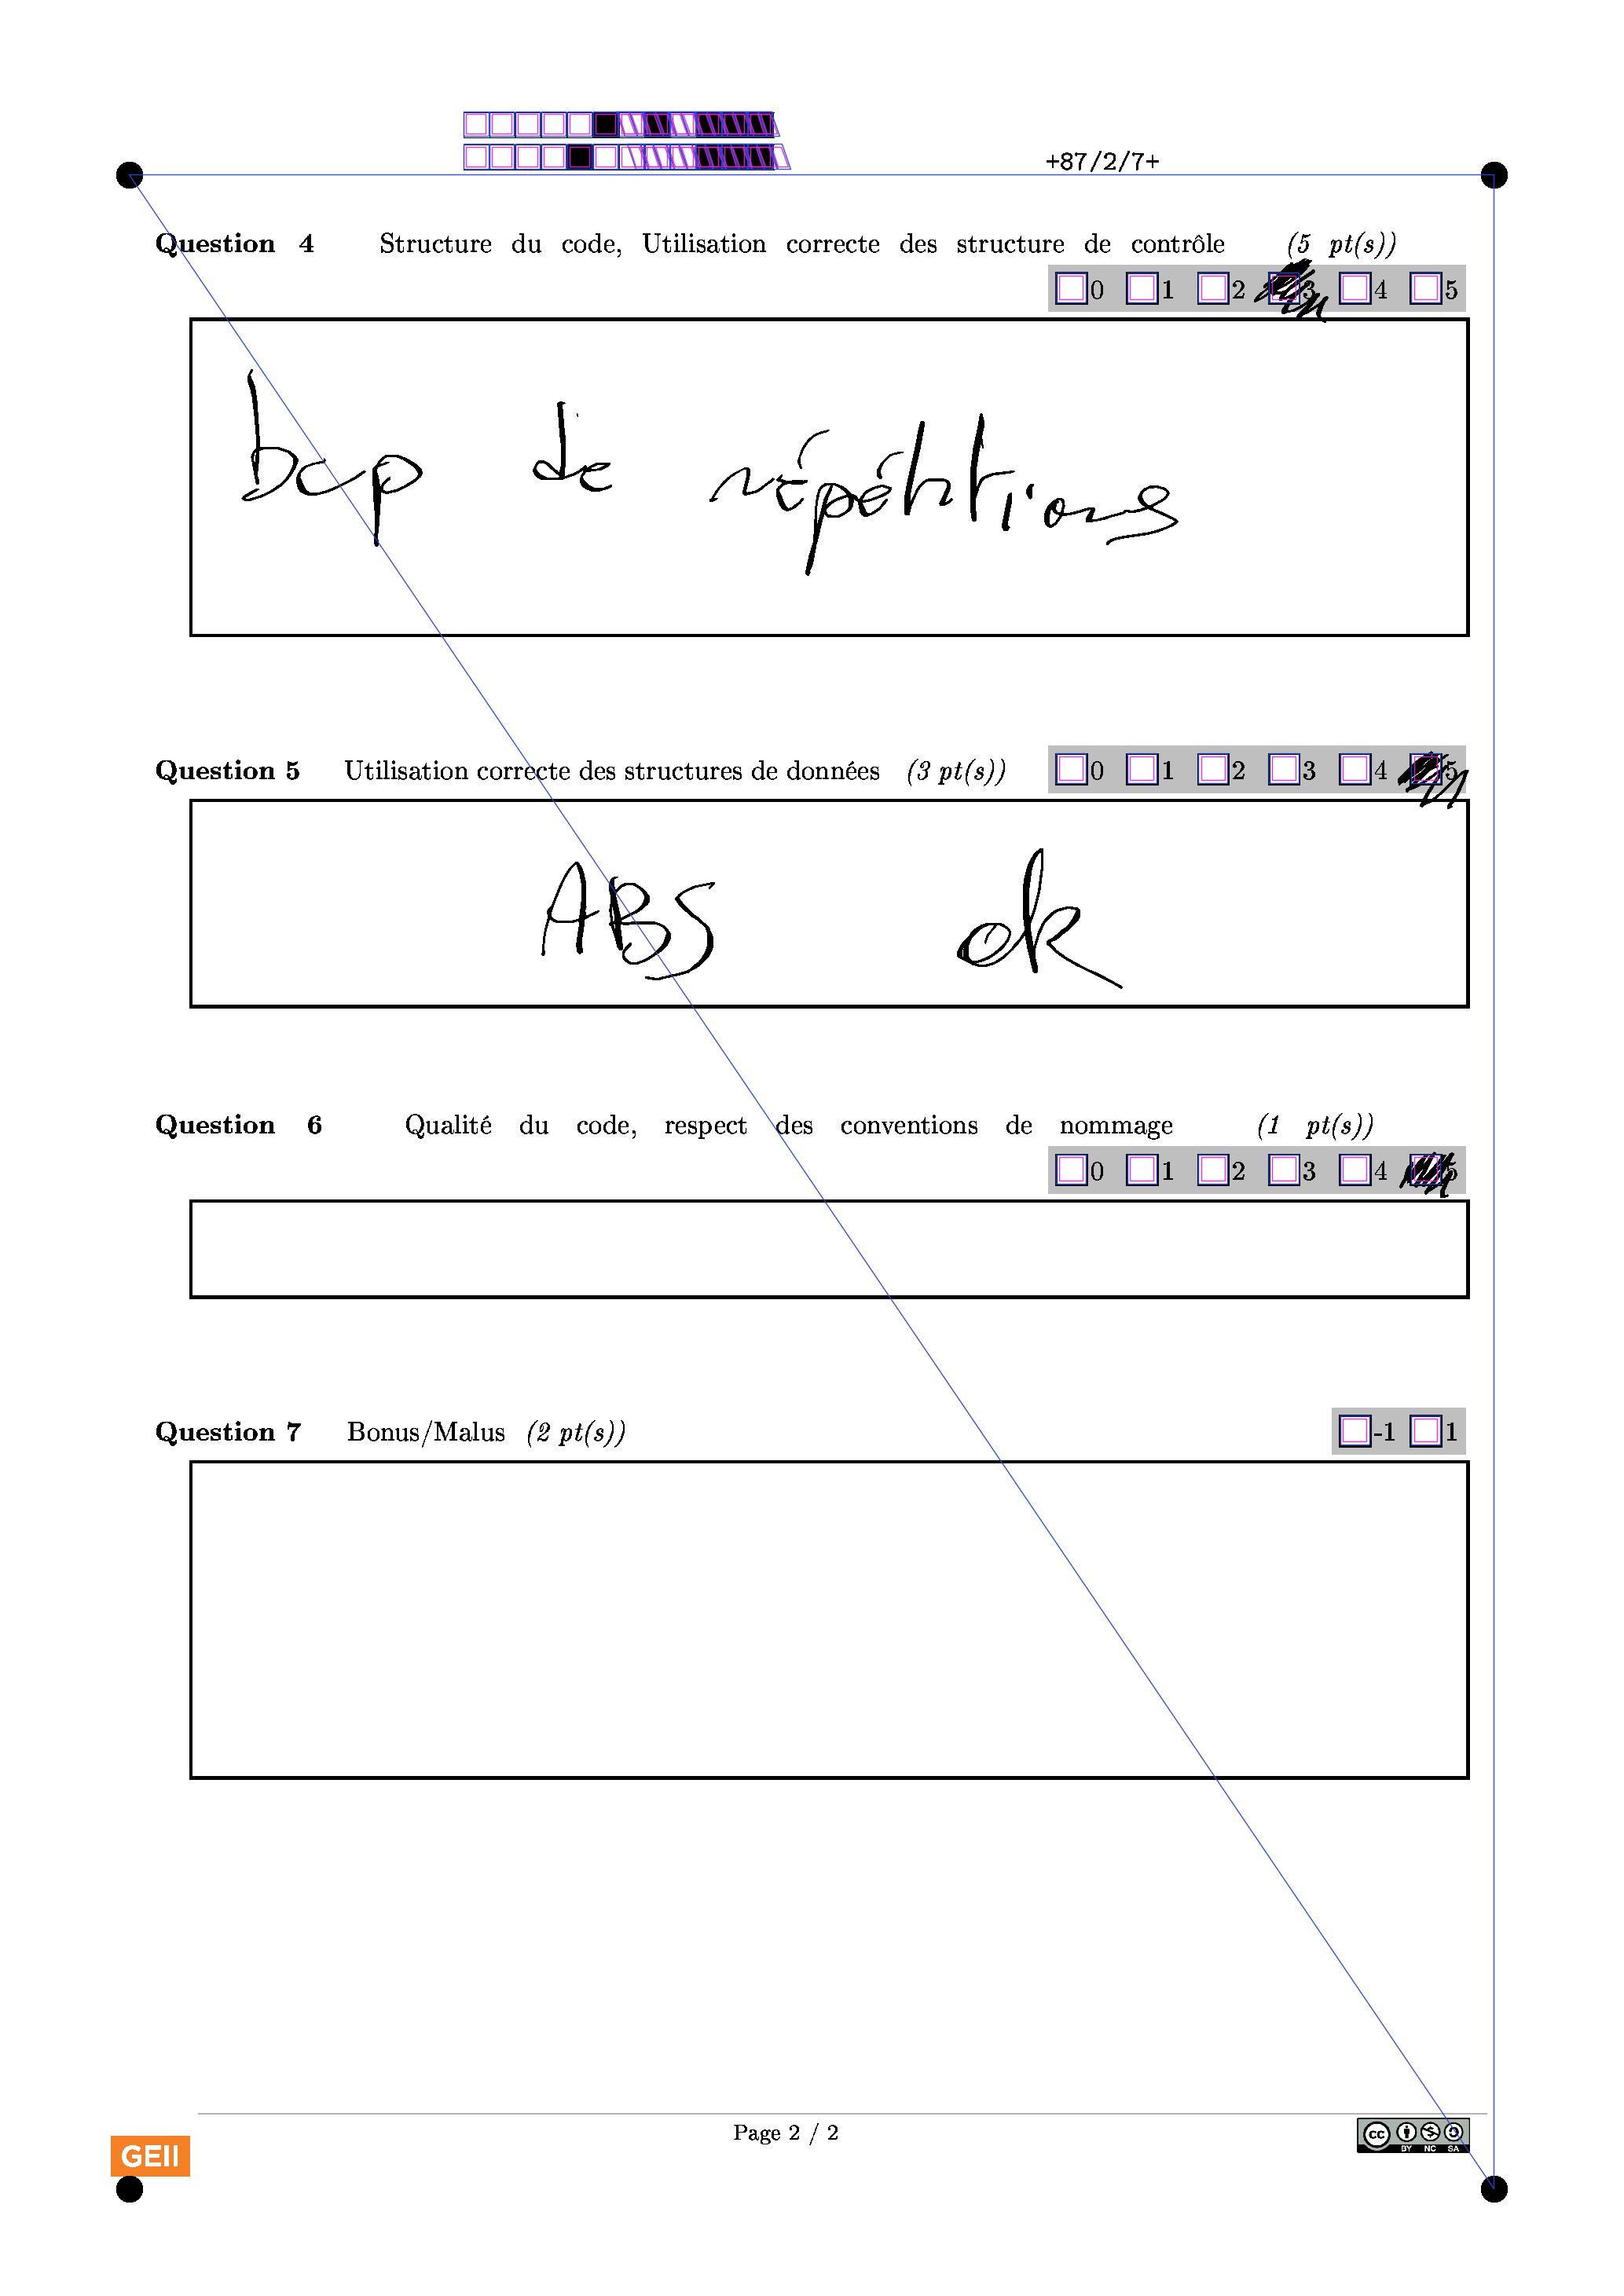 +87/2/7+
Question 4 Structure du code, Utilisation correcte des structure de contrôle (5 pt(s))
0 1 2 3 4 5
bcp de répétitions
Question 5 Utilisation correcte des structures de données (3 pt(s)) 0 1 2 3 4 5
ABS ok
Question 6 Qualité du code, respect des conventions de nommage (1 pt(s))
0 1 2 3 4 5
Question 7 Bonus/Malus (2 pt(s)) -1 1
Page 2 / 2
GEII
cc BY NC SA